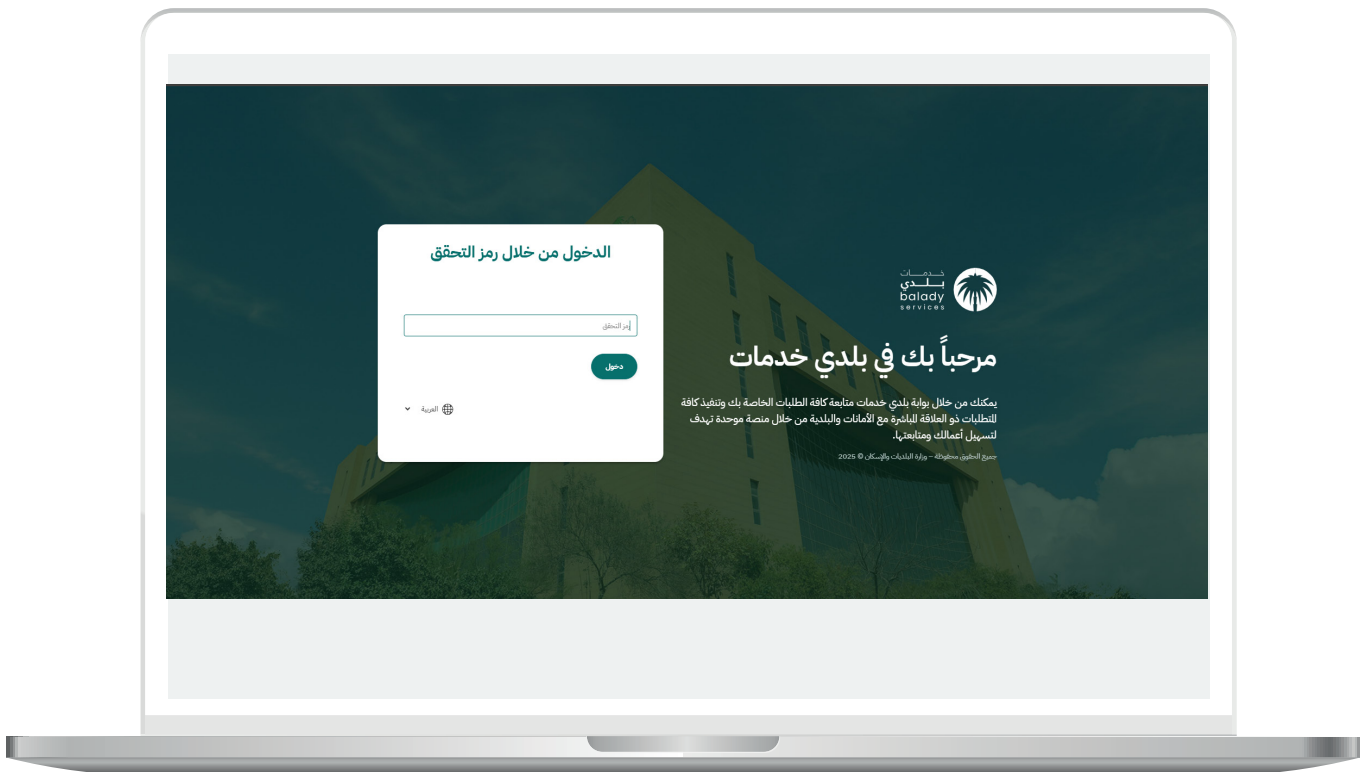 خدمات
بلدي
balady
services
مرحباً بك في بلدي خدمات
يمكنك من خلال بوابة بلدي خدمات متابعة كافة الطلبات الخاصة بك وتنفيذ كافة
المتطلبات ذو العلاقة المباشرة مع الأمانات والبلدية من خلال منصة موحدة تهدف
لتسهيل أعمالك ومتابعتها.
جميع الحقوق محفوظة – وزارة البلديات والإسكان © 2025
الدخول من خلال رمز التحقق
رمز التحقق
دخول
العربية